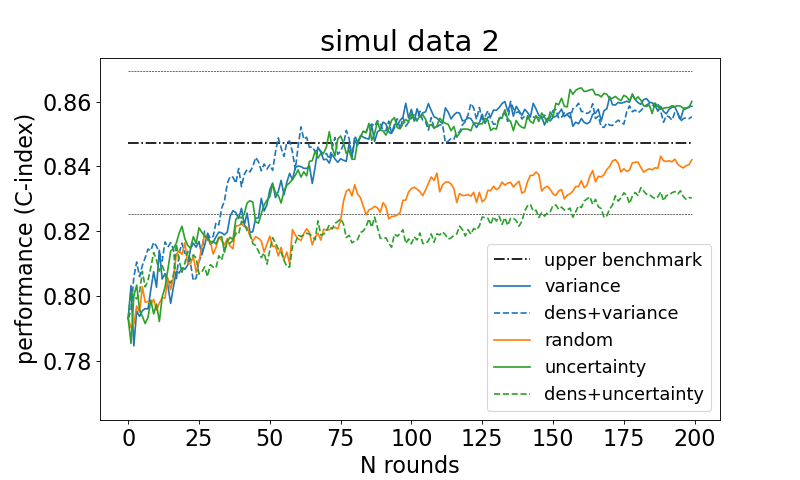 simul data 2
performance (C-index)
0.86
0.84
0.82
0.80
0.78
0
25
50
75
100
125
150
175
200
N rounds
upper benchmark
variance
dens+variance
random
uncertainty
dens+uncertainty